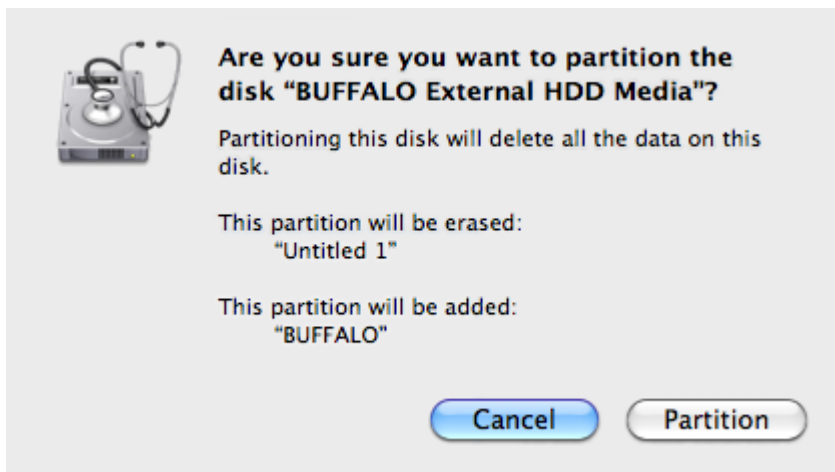 Are you sure you want to partition the
disk “BUFFALO External HDD Media"?
Partitioning this disk will delete all the data on this
disk.
This partition will be erased:
“Untitled 1”
This partition will be added:
“BUFFALO”
Cancel
Partition